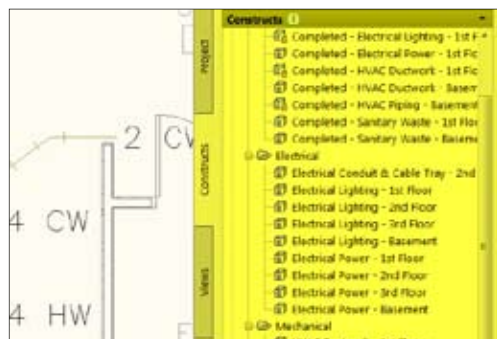 Constructs
Completed - Electrical Lighting - 1st F
Completed - Electrical Power - 1st Flo
Completed - HVAC Ductwork - 1st Flo
Completed - HVAC Ductwork - Basem
Completed - HVAC Piping - Basement
Completed - Sanitary Waste - 1st Floo
Completed - Sanitary Waste - Baseme
Electrical
Electrical Conduit & Cable Tray - 2nd
Electrical Lighting - 1st Floor
Electrical Lighting - 2nd Floor
Electrical Lighting - 3rd Floor
Electrical Lighting - Basement
Electrical Power - 1st Floor
Electrical Power - 2nd Floor
Electrical Power - 3rd Floor
Electrical Power - Basement
Mechanical
Project
Constructs
Views
2 CW
4 CW
4 HW